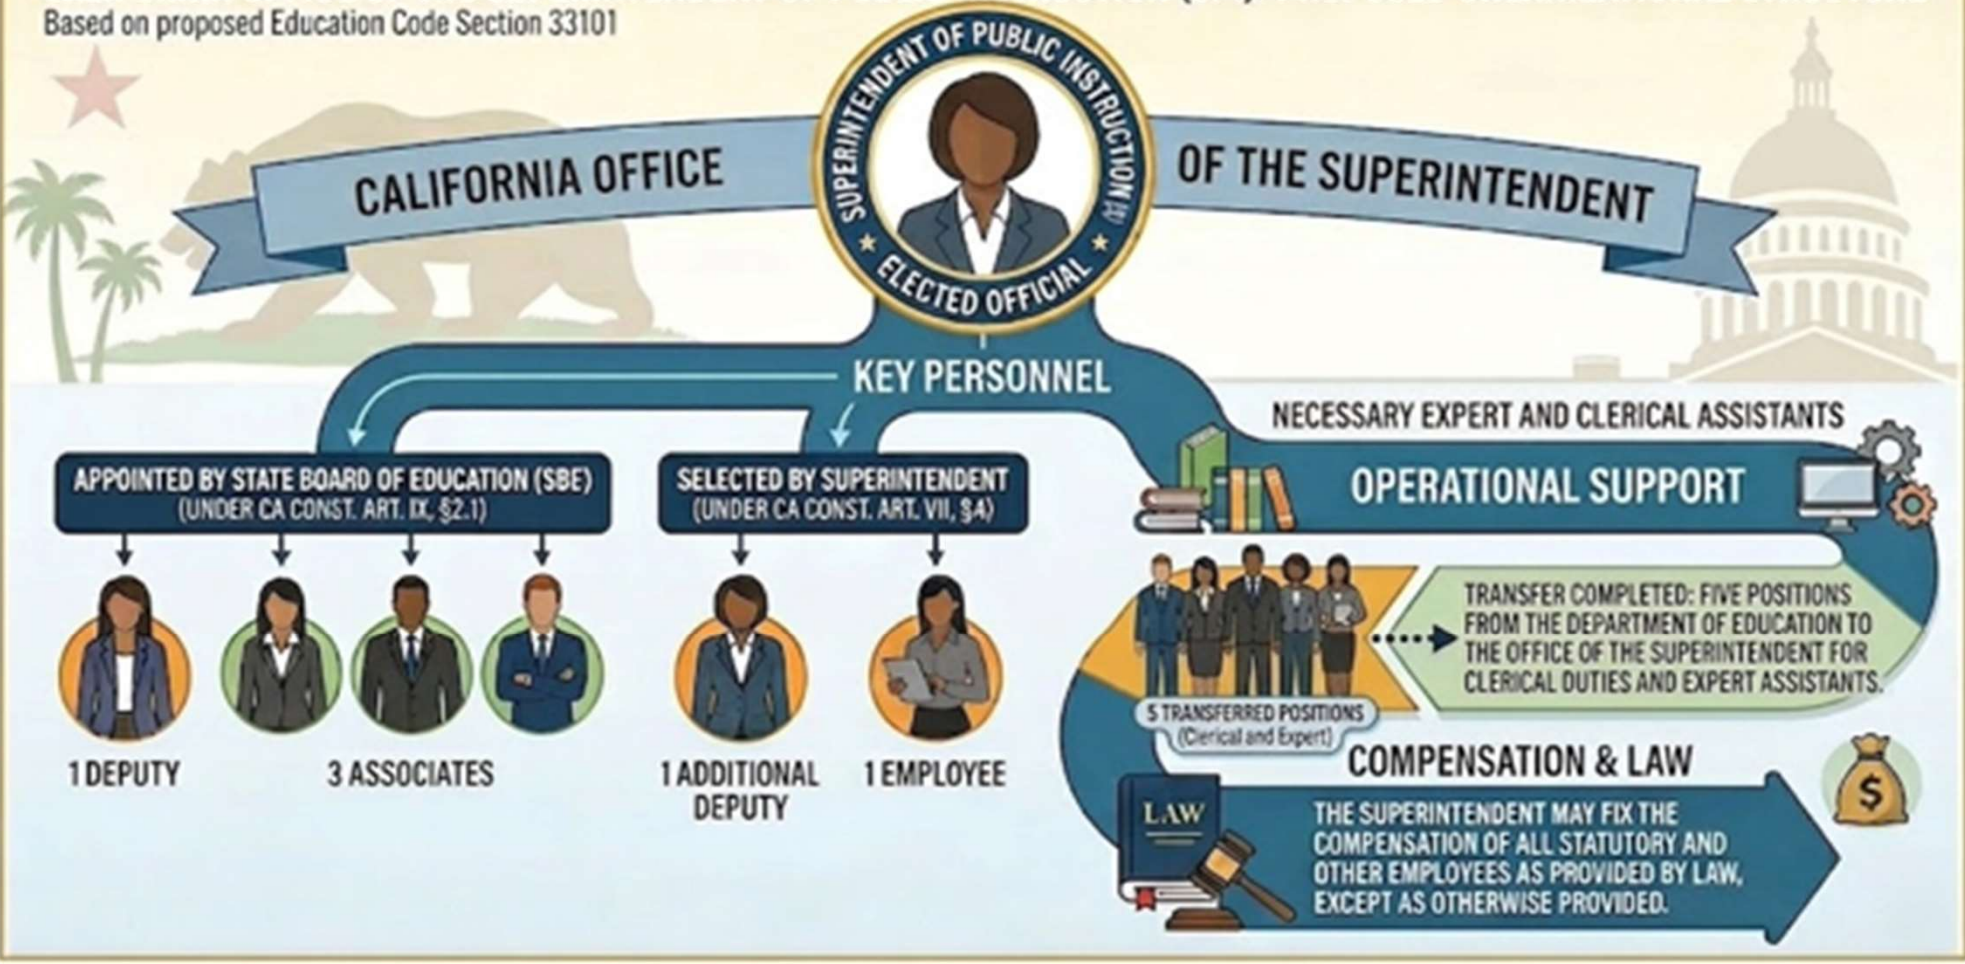 Based on proposed Education Code Section 33101
SUPERINTENDENT OF PUBLIC INSTRUCTION
ELECTED OFFICIAL
CALIFORNIA OFFICE
OF THE SUPERINTENDENT
KEY PERSONNEL
APPOINTED BY STATE BOARD OF EDUCATION (SBE)
(UNDER CA CONST. ART. IX, §2.1)
1 DEPUTY
3 ASSOCIATES
SELECTED BY SUPERINTENDENT
(UNDER CA CONST. ART. VII, §4)
1 ADDITIONAL
DEPUTY
1 EMPLOYEE
NECESSARY EXPERT AND CLERICAL ASSISTANTS
OPERATIONAL SUPPORT
5 TRANSFERRED POSITIONS
(Clerical and Expert)
TRANSFER COMPLETED: FIVE POSITIONS
FROM THE DEPARTMENT OF EDUCATION TO
THE OFFICE OF THE SUPERINTENDENT FOR
CLERICAL DUTIES AND EXPERT ASSISTANTS.
COMPENSATION & LAW
LAW
THE SUPERINTENDENT MAY FIX THE
COMPENSATION OF ALL STATUTORY AND
OTHER EMPLOYEES AS PROVIDED BY LAW,
EXCEPT AS OTHERWISE PROVIDED.
$